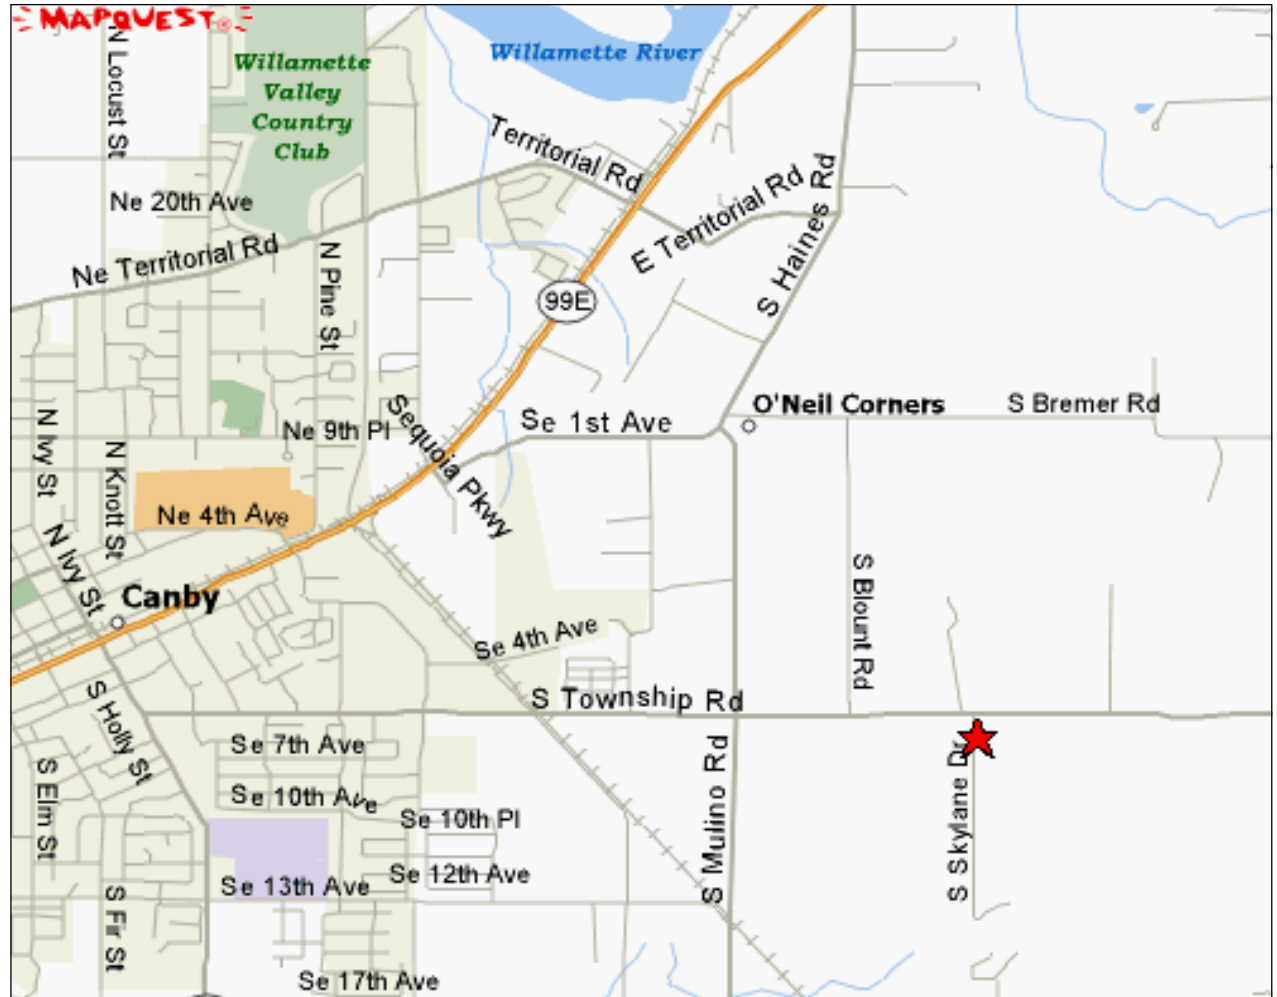 MAPQUEST®
Willamette River
Willamette
Valley
Country
Club
N Locust St
Territorial Rd
Ne 20th Ave
E Territorial Rd
S Haines Rd
Ne Territorial Rd
N Pine St
99E
O'Neil Corners
S Bremer Rd
Se 1st Ave
Sequoia Pkwy
Ne 9th Pl
N Ivy St
N Knott St
Ne 4th Ave
N Ivy St
Canby
S Blount Rd
Se 4th Ave
S Township Rd
S Holly St
Se 7th Ave
S Mulino Rd
S Skylane Dr
S Elm St
Se 10th Ave
Se 10th Pl
Se 12th Ave
Se 13th Ave
S Fir St
Se 17th Ave